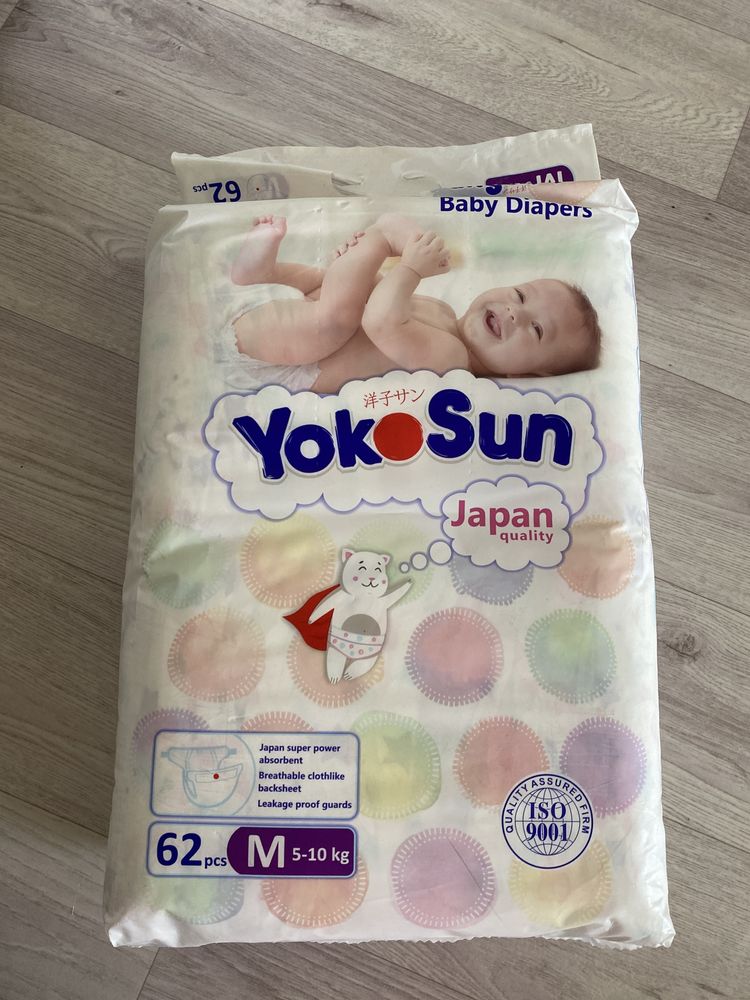 62 pcs
Baby Diapers
洋子サン
YokoSun
Japan
quality
Japan super power
absorbent
Breathable clothlike
backsheet
Leakage proof guards
62 pcs M 5-10 kg
QUALITY ASSURED FIRM
ISO
9001